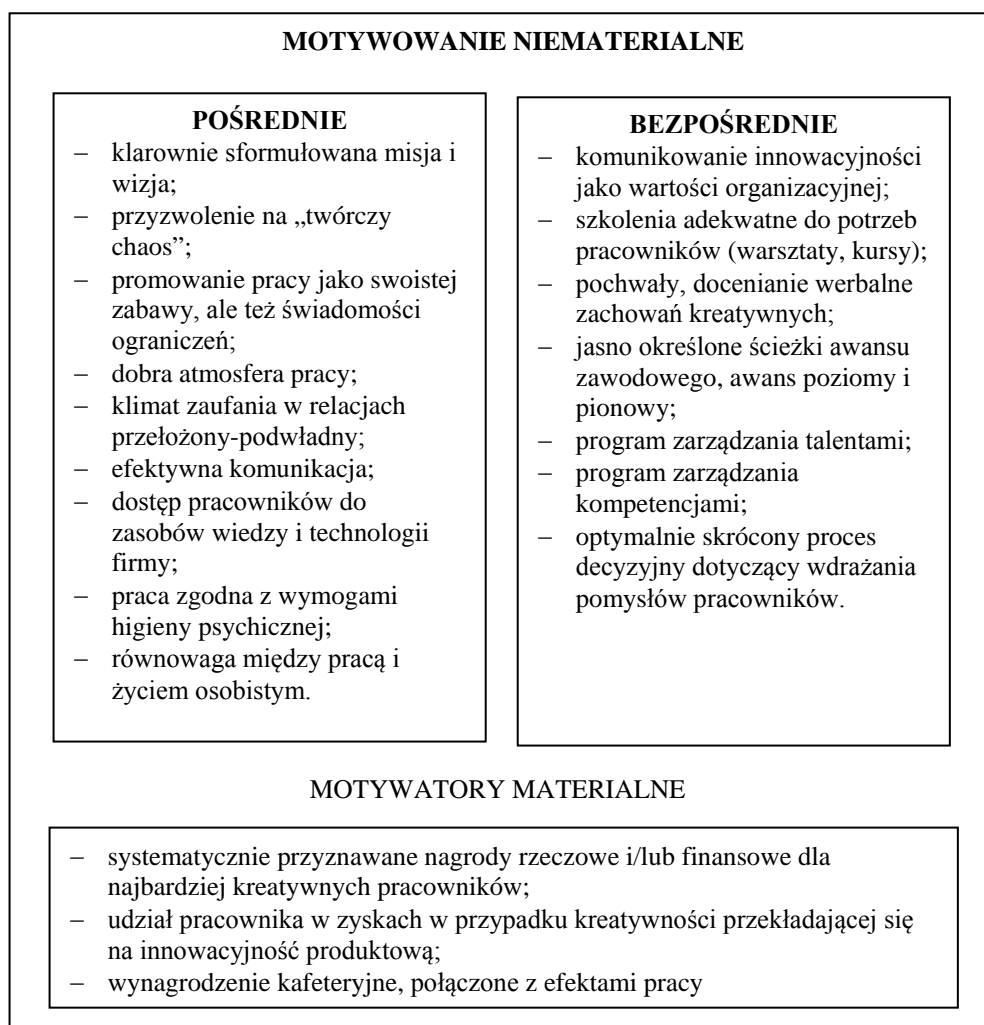 MOTYWOWANIE NIEMATERIALNE
POŚREDNIE
– klarownie sformułowana misja i
wizja;
– przyzwolenie na „twórczy
chaos”;
– promowanie pracy jako swoistej
zabawy, ale też świadomości
ograniczeń;
– dobra atmosfera pracy;
– klimat zaufania w relacjach
przełożony-podwładny;
– efektywna komunikacja;
– dostęp pracowników do
zasobów wiedzy i technologii
firmy;
– praca zgodna z wymogami
higieny psychicznej;
– równowaga między pracą i
życiem osobistym.
BEZPOŚREDNIE
– komunikowanie innowacyjności
jako wartości organizacyjnej;
– szkolenia adekwatne do potrzeb
pracowników (warsztaty, kursy);
– pochwały, docenianie werbalne
zachowań kreatywnych;
– jasno określone ścieżki awansu
zawodowego, awans poziomy i
pionowy;
– program zarządzania talentami;
– program zarządzania
kompetencjami;
– optymalnie skrócony proces
decyzyjny dotyczący wdrażania
pomysłów pracowników.
MOTYWATORY MATERIALNE
– systematycznie przyznawane nagrody rzeczowe i/lub finansowe dla
najbardziej kreatywnych pracowników;
– udział pracownika w zyskach w przypadku kreatywności przekładającej się
na innowacyjność produktową;
– wynagrodzenie kafeteryjne, połączone z efektami pracy